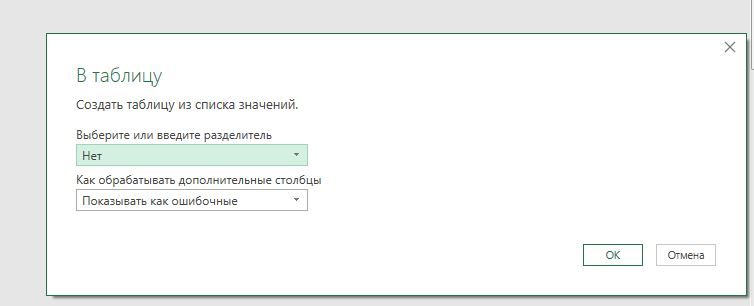 В таблицу
Создать таблицу из списка значений.
Выберите или введите разделитель
Нет
Как обрабатывать дополнительные столбцы
Показывать как ошибочные
ОК Отмена